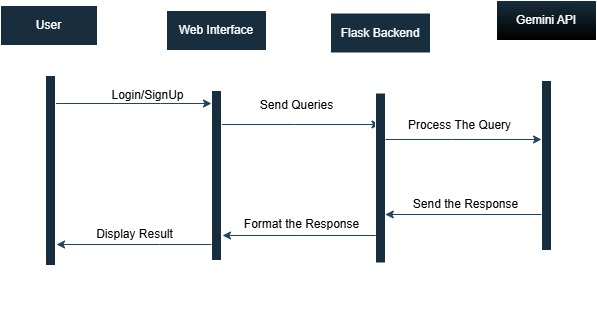 User
Web Interface
Flask Backend
Gemini API
Login/SignUp
Send Queries
Process The Query
Send the Response
Format the Response
Display Result